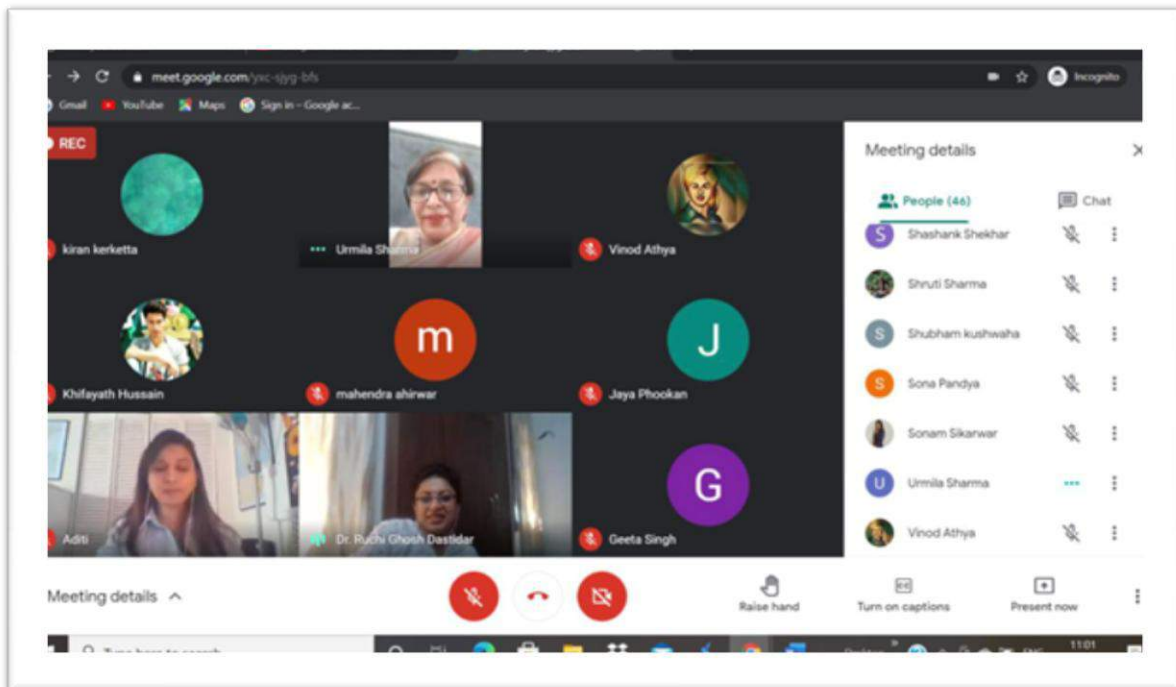 meet.google.com/yxc-sjyg-bfs
Incognito
Gmail YouTube Maps Sign in – Google ac...
REC
kiran kerketta
Urmila Sharma
Vinod Athya
Khifayath Hussain
m
mahendra ahirwar
J
Jaya Phookan
Aditi
Dr. Ruchi Ghosh Dastidar
G
Geeta Singh
Meeting details
People (46) Chat
S Shashank Shekhar
Shruti Sharma
S Shubham kushwaha
S Sona Pandya
Sonam Sikarwar
U Urmila Sharma
Vinod Athya
Meeting details
Raise hand
Turn on captions
Present now
Type here to search
11:01